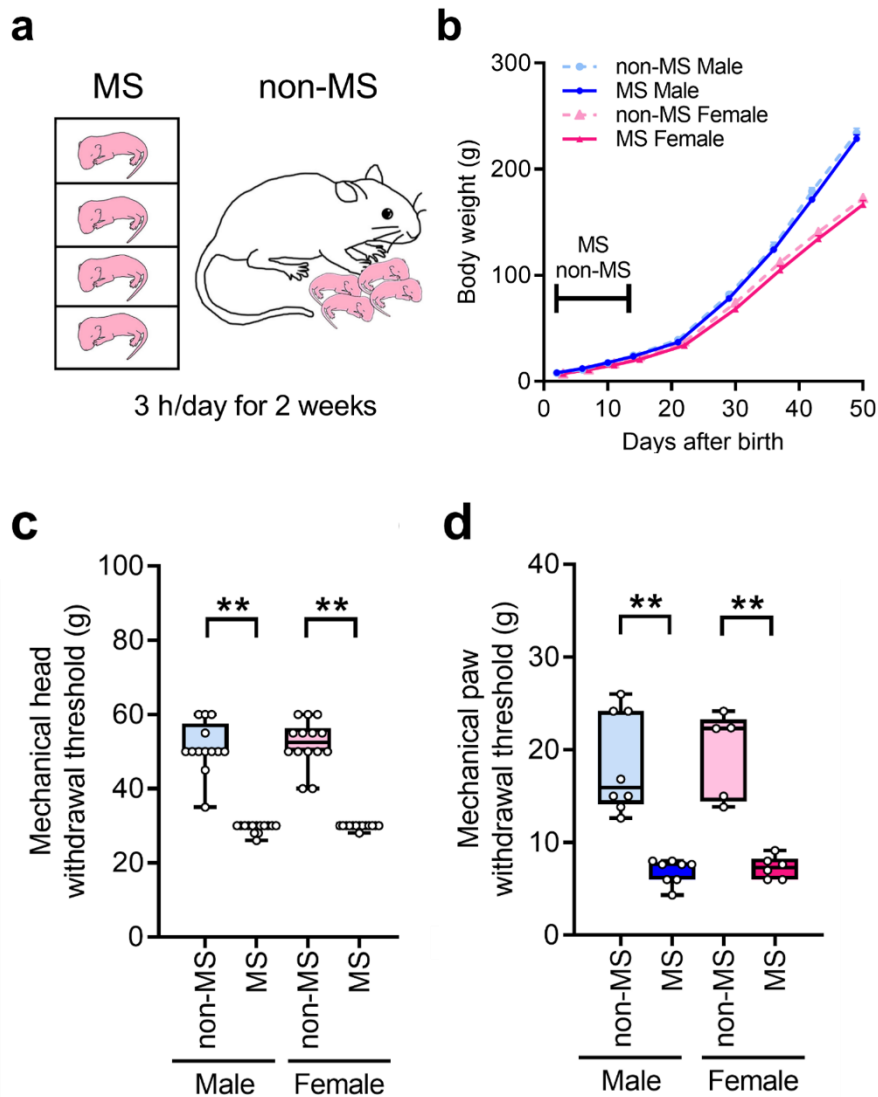 a
MS non-MS
3 h/day for 2 weeks
b
300
200
100
0
Body weight (g)
non-MS Male
MS Male
non-MS Female
MS Female
MS
non-MS
0 10 20 30 40 50
Days after birth
c
Mechanical head
withdrawal threshold (g)
100
80
60
40
20
0
** **
non-MS MS non-MS MS
Male Female
d
Mechanical paw
withdrawal threshold (g)
40
30
20
10
0
** **
non-MS MS non-MS MS
Male Female